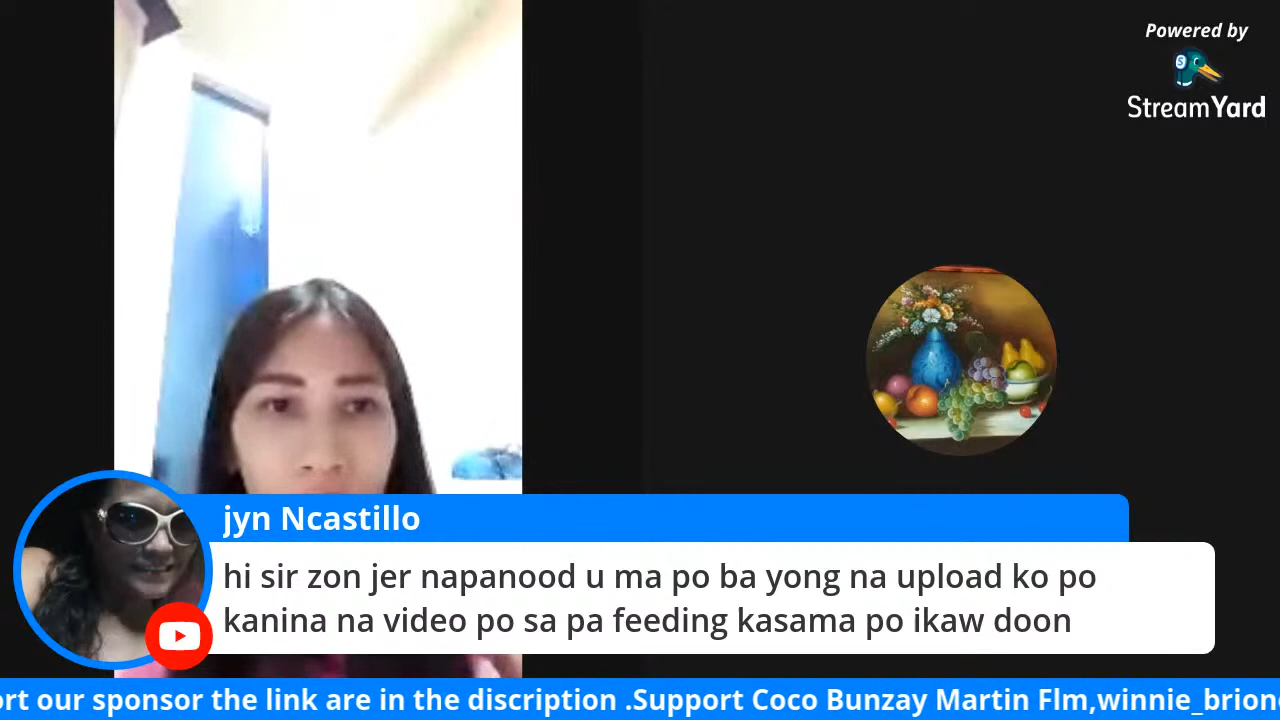 Powered by
StreamYard
jyn Ncastillo
hi sir zon jer napanood u ma po ba yong na upload ko po
kanina na video po sa pa feeding kasama po ikaw doon
ort our sponsor the link are in the discription .Support Coco Bunzay Martin Flm,winnie_brion